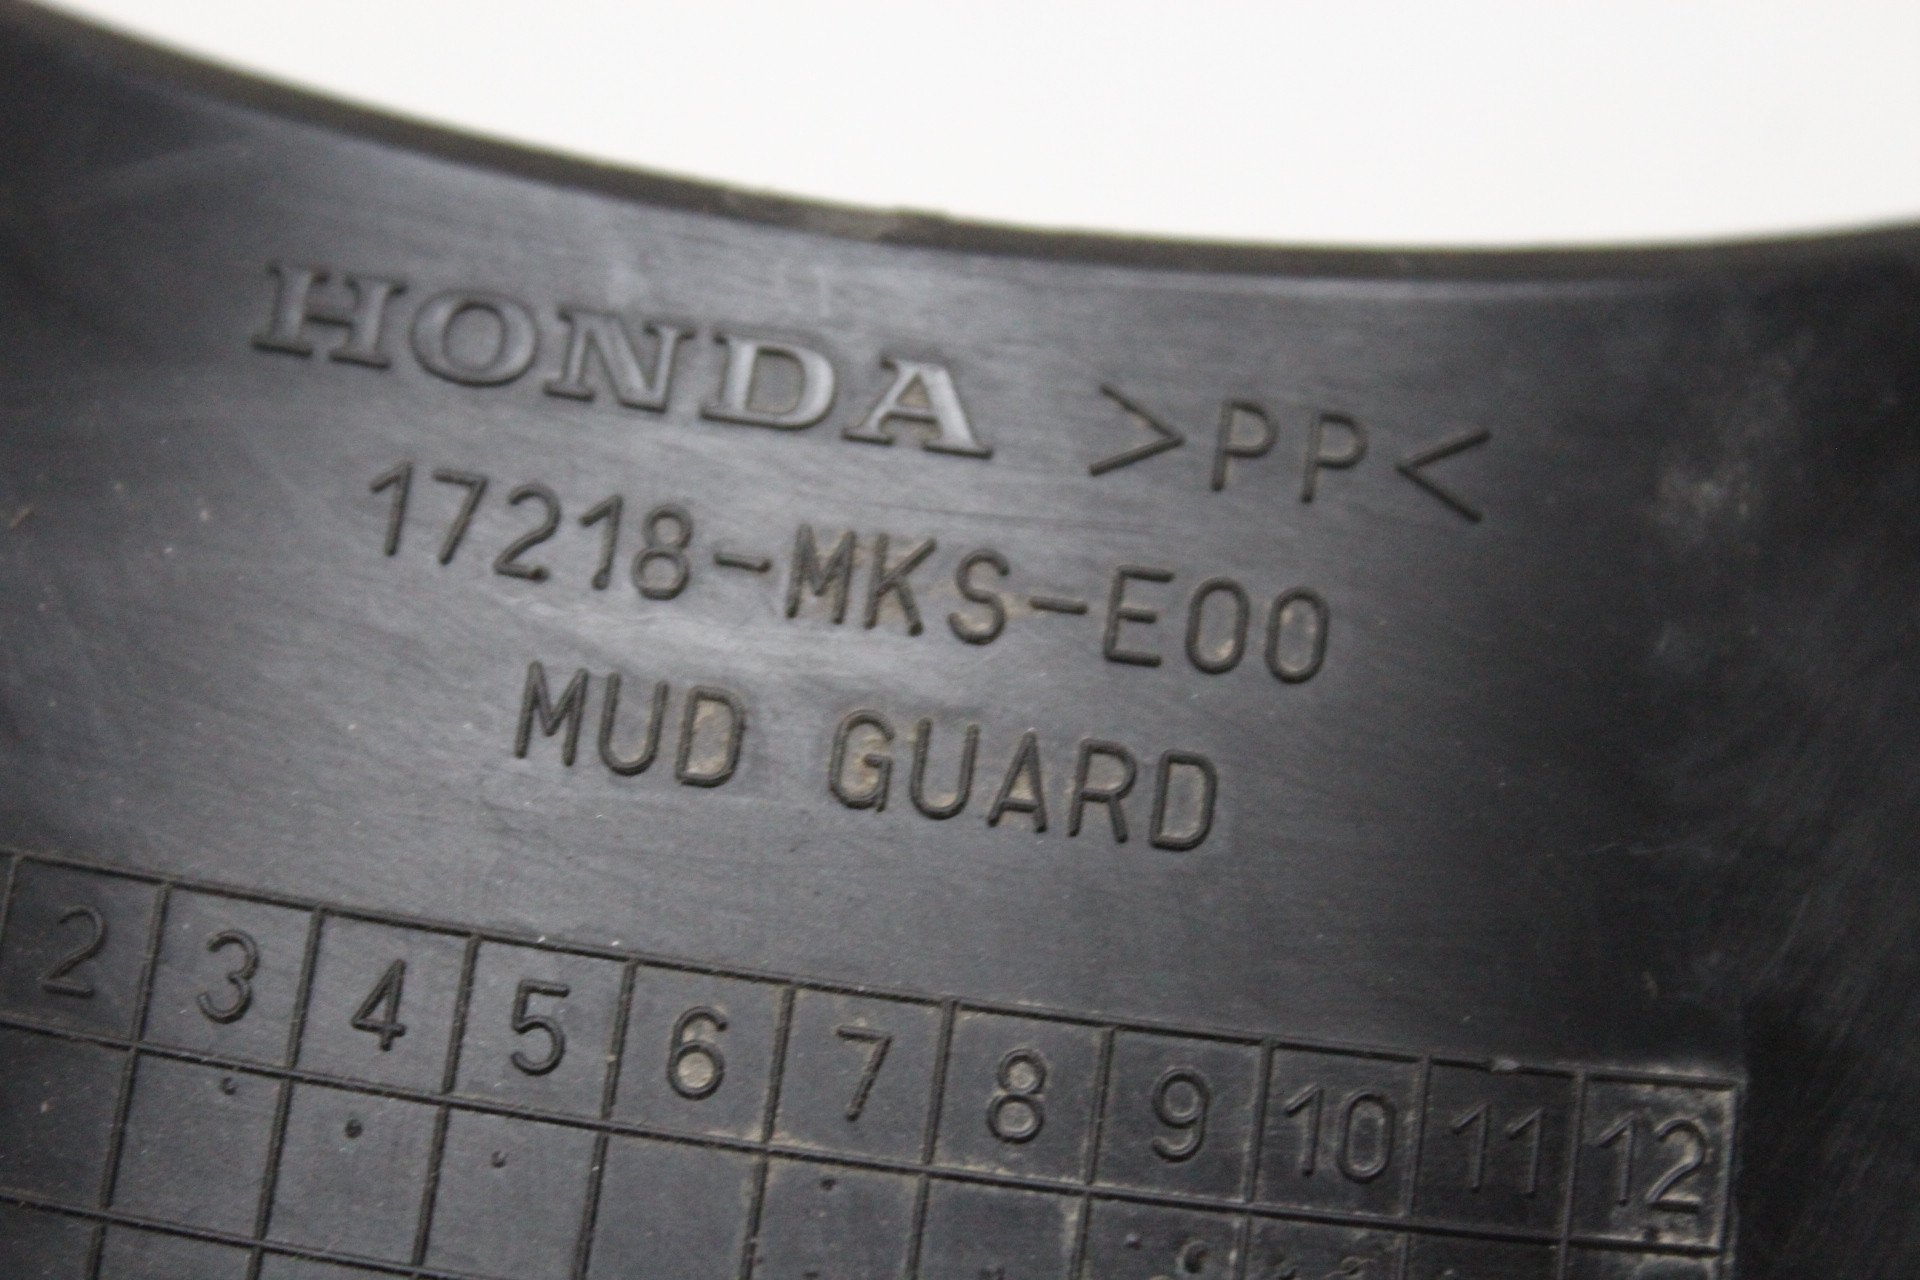 HONDA >PP<
17218-MKS-E00
MUD GUARD
2 3 4 5 6 7 8 9 10 11 12